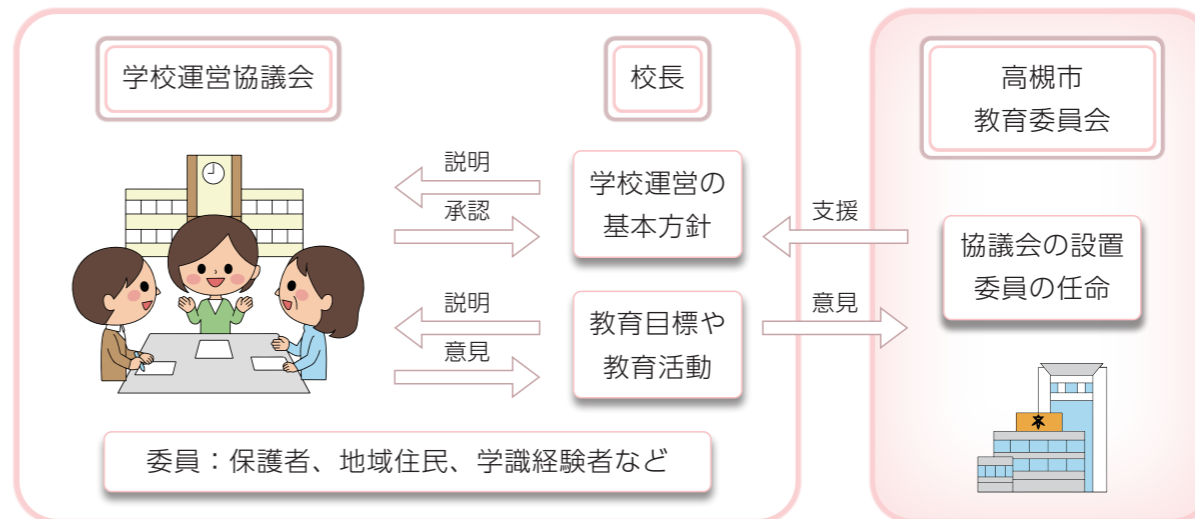 学校運営協議会
校長
高槻市
教育委員会
説明
承認
学校運営の
基本方針
支援
協議会の設置
委員の任命
説明
意見
教育目標や
教育活動
意見
委員：保護者、地域住民、学識経験者など